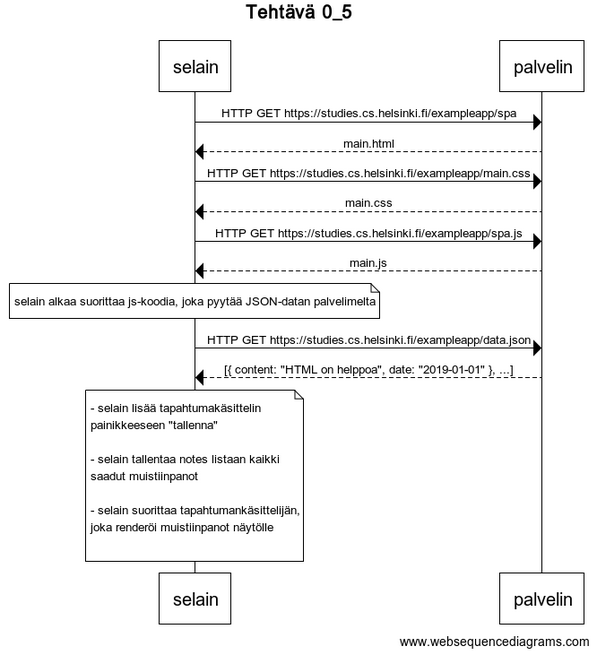 Tehtävä 0_5
selain
palvelin
HTTP GET https://studies.cs.helsinki.fi/exampleapp/spa
main.html
HTTP GET https://studies.cs.helsinki.fi/exampleapp/main.css
main.css
HTTP GET https://studies.cs.helsinki.fi/exampleapp/spa.js
main.js
selain alkaa suorittaa js-koodia, joka pyytää JSON-datan palvelimelta
HTTP GET https://studies.cs.helsinki.fi/exampleapp/data.json
[{ content: "HTML on helppoa", date: "2019-01-01" }, ...]
- selain lisää tapahtumakäsittelin
painikkeeseen "tallenna"
- selain tallentaa notes listaan kaikki
saadut muistiinpanot
- selain suorittaa tapahtumankäsittelijän,
joka renderöi muistiinpanot näytölle
selain
palvelin
www.websequencediagrams.com